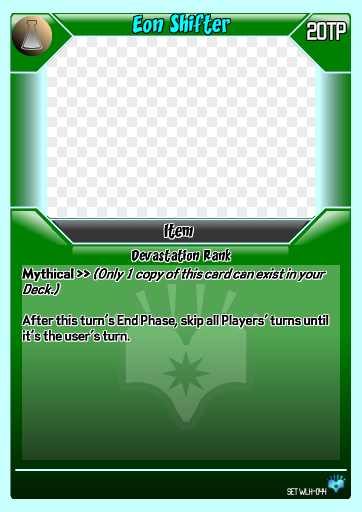 Eon Shifter
20TP
Item
Devastation Rank
Mythical >> (Only 1 copy of this card can exist in your
Deck.)
After this turn's End Phase, skip all Players' turns until
it's the user's turn.
SET WLH-044